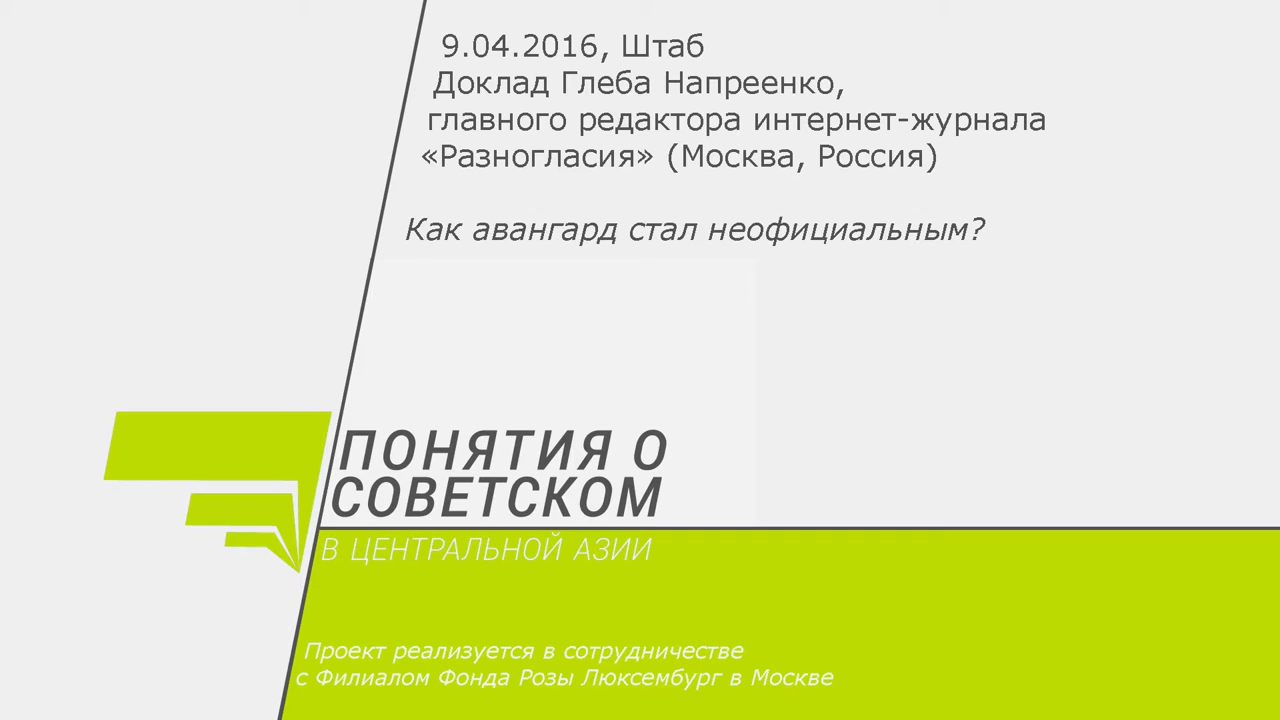 9.04.2016, Штаб
Доклад Глеба Напреенко,
главного редактора интернет-журнала
«Разногласия» (Москва, Россия)
Как авангард стал неофициальным?
ПОНЯТИЯ О
СОВЕТСКОМ
В ЦЕНТРАЛЬНОЙ АЗИИ
Проект реализуется в сотрудничестве
с Филиалом Фонда Розы Люксембург в Москве